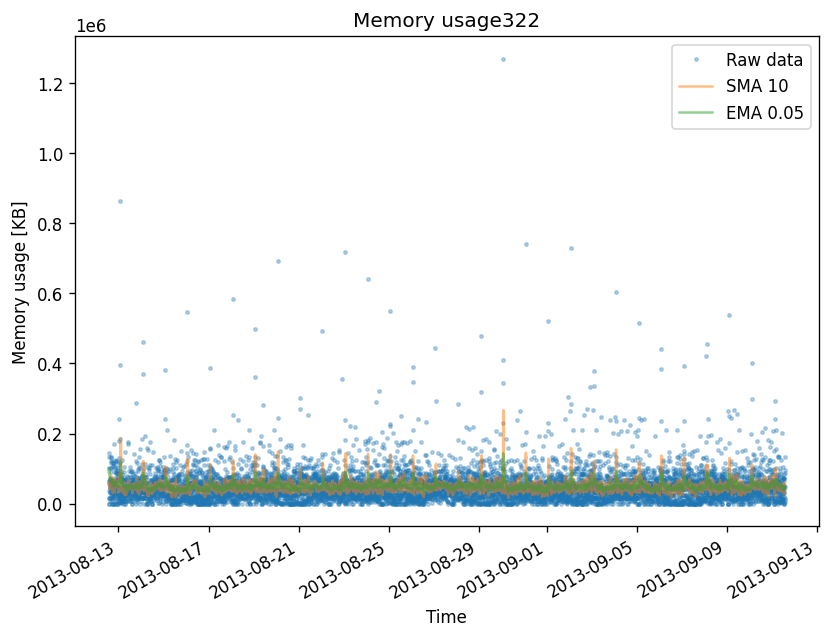 Memory usage322
1e6
Raw data
SMA 10
EMA 0.05
1.2
1.0
0.8
0.6
0.4
0.2
0.0
Memory usage [KB]
2013-08-13
2013-08-17
2013-08-21
2013-08-25
2013-08-29
2013-09-01
2013-09-05
2013-09-09
2013-09-13
Time